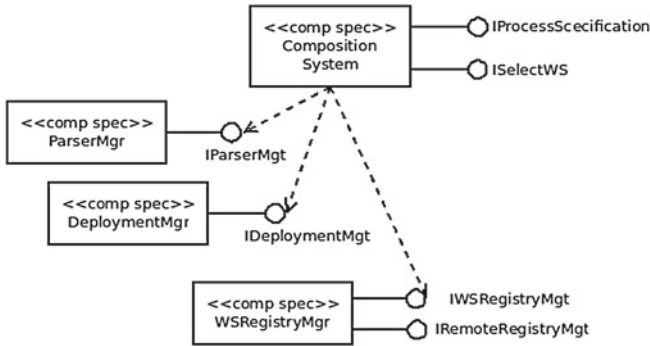 <<comp spec>>
Composition
System
IProcessScecification
ISelectWS
<<comp spec>>
ParserMgr
IParserMgt
<<comp spec>>
DeploymentMgr
IDeploymentMgt
<<comp spec>>
WSRegistryMgr
IWSRegistryMgt
IRemoteRegistryMgt